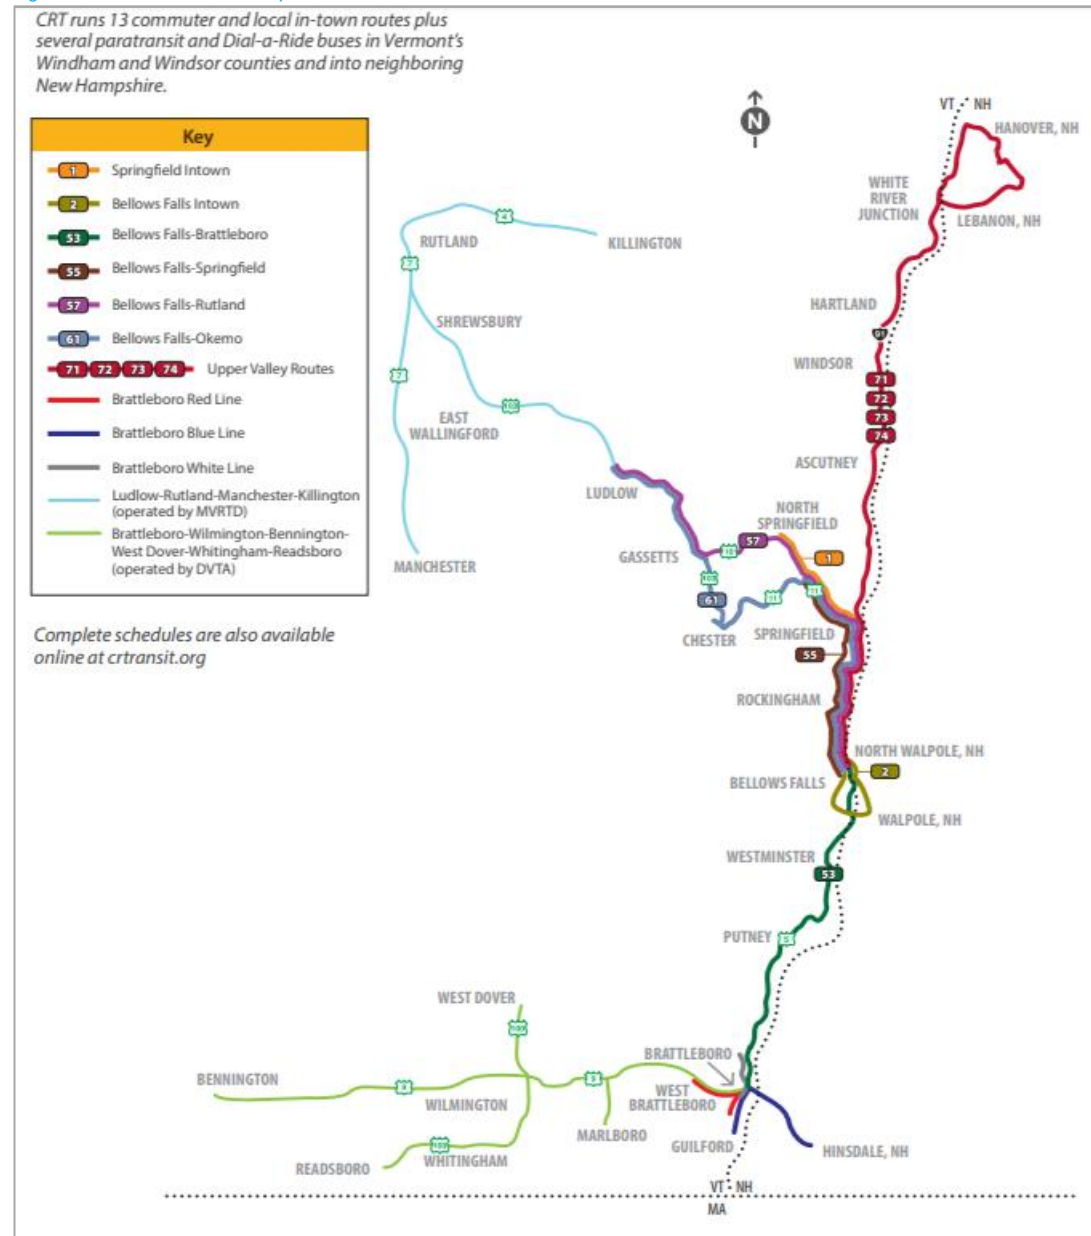 CRT runs 13 commuter and local in-town routes plus
several paratransit and Dial-a-Ride buses in Vermont's
Windham and Windsor counties and into neighboring
New Hampshire.
Key
1 Springfield Intown
2 Bellows Falls Intown
53 Bellows Falls-Brattleboro
55 Bellows Falls-Springfield
57 Bellows Falls-Rutland
61 Bellows Falls-Okemo
71 72 73 74 Upper Valley Routes
Brattleboro Red Line
Brattleboro Blue Line
Brattleboro White Line
Ludlow-Rutland-Manchester-Killington
(operated by MVRTD)
Brattleboro-Wilmington-Bennington-
West Dover-Whitingham-Readsboro
(operated by DVTA)
Complete schedules are also available
online at crtransit.org
N
VT NH
HANOVER, NH
WHITE
RIVER
JUNCTION
LEBANON, NH
4
RUTLAND
KILLINGTON
7
HARTLAND
91
SHREWSBURY
WINDSOR
7
71
72
73
74
103
EAST
WALLINGFORD
ASCUTNEY
LUDLOW
NORTH
SPRINGFIELD
57
GASSETTS
1
MANCHESTER
103
61
CHESTER
SPRINGFIELD
55
ROCKINGHAM
NORTH WALPOLE, NH
2
BELLOWS FALLS
WALPOLE, NH
WESTMINSTER
53
PUTNEY
5
WEST DOVER
100
BRATTLEBORO
BENNINGTON
9
9
WEST
BRATTLEBORO
WILMINGTON
MARLBORO
GUILFORD
HINSDALE, NH
READSBORO
WHITINGHAM
VT NH
MA